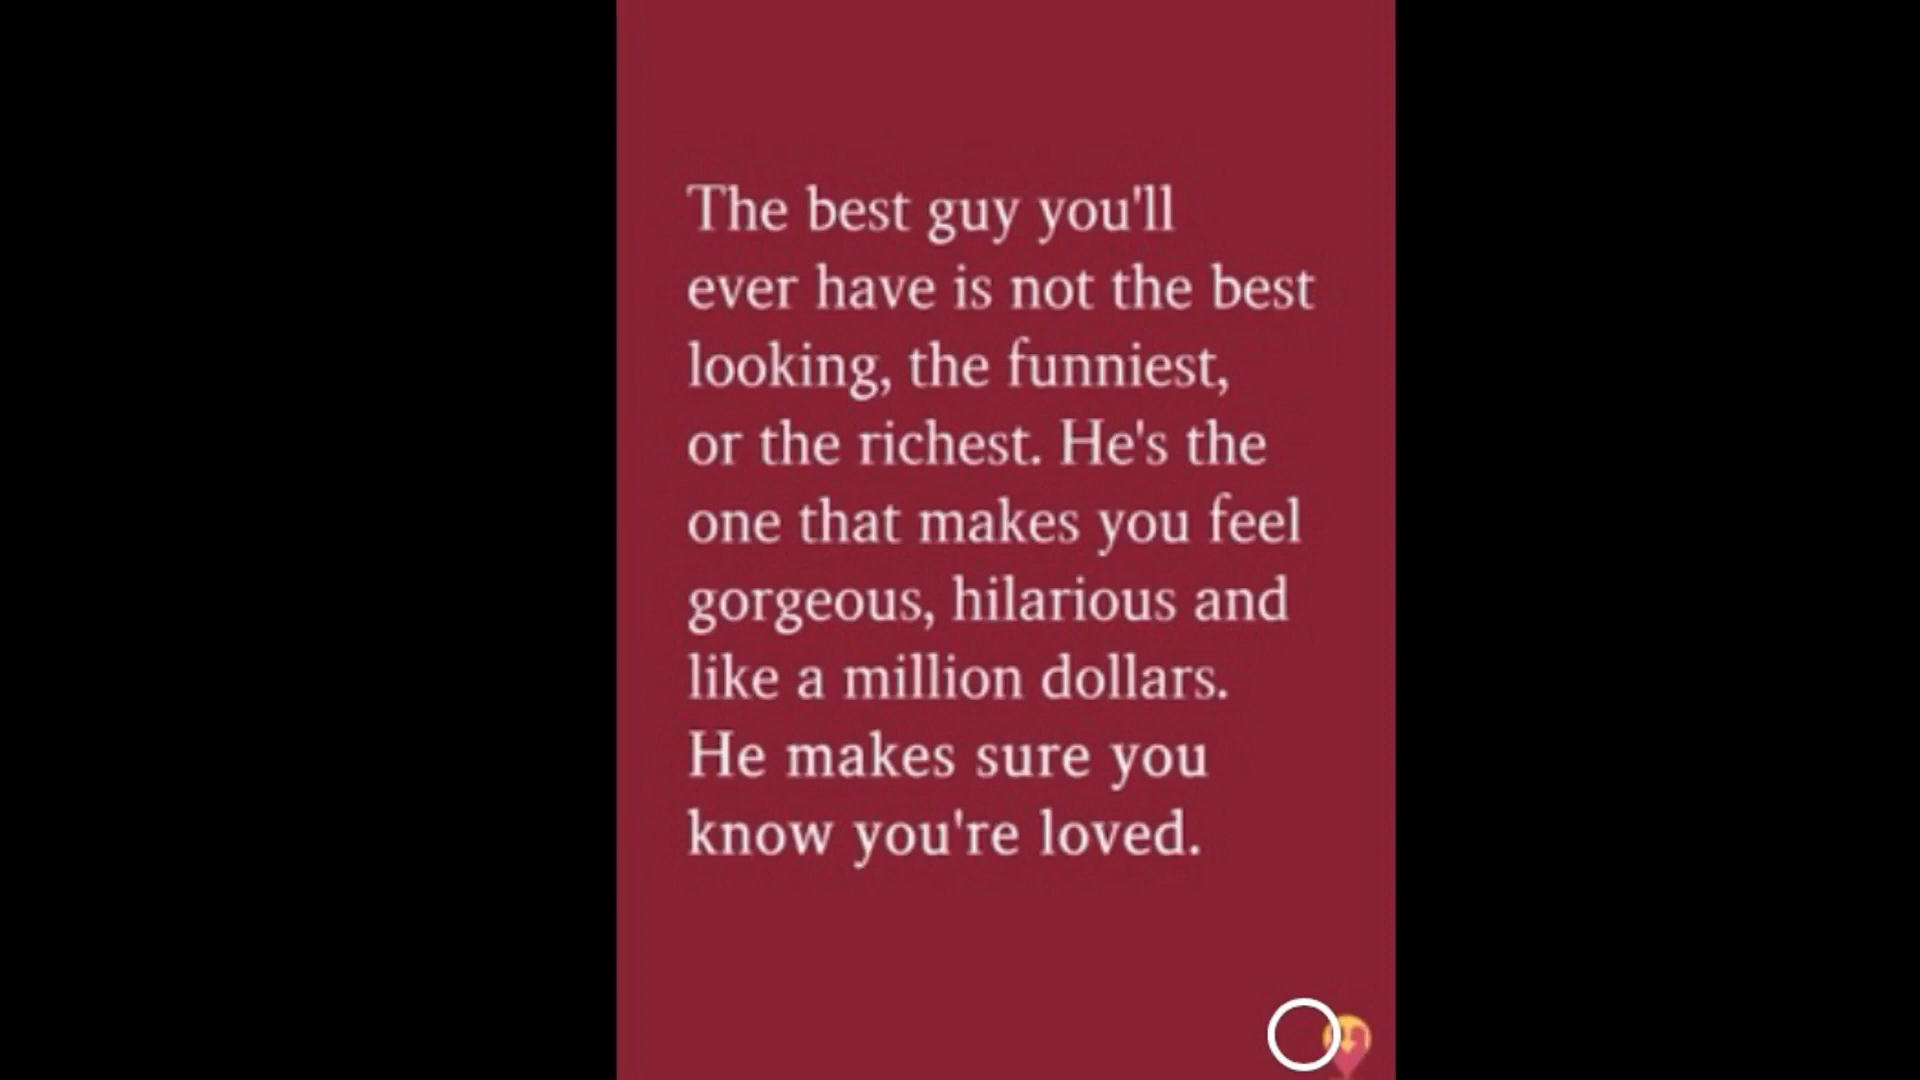 The best guy you'll
ever have is not the best
looking, the funniest,
or the richest. He's the
one that makes you feel
gorgeous, hilarious and
like a million dollars.
He makes sure you
know you're loved.